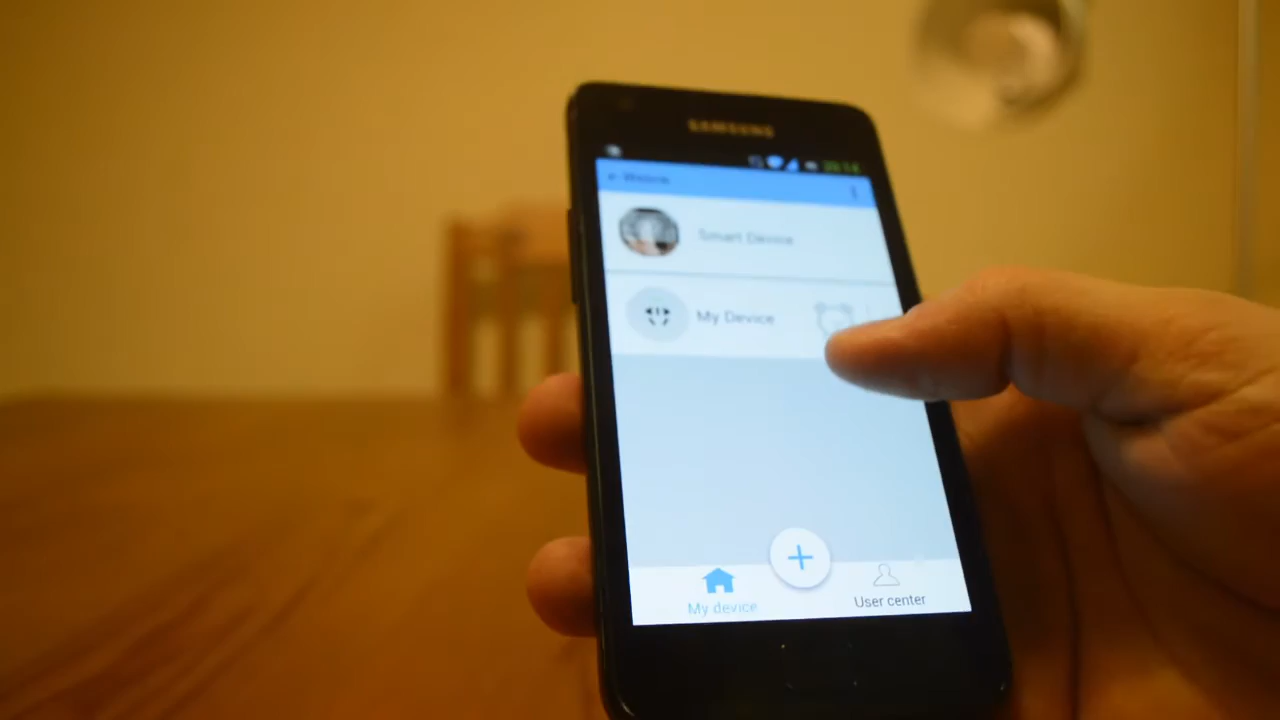 SAMSUNG
Smart Device
My Device
My device
User center